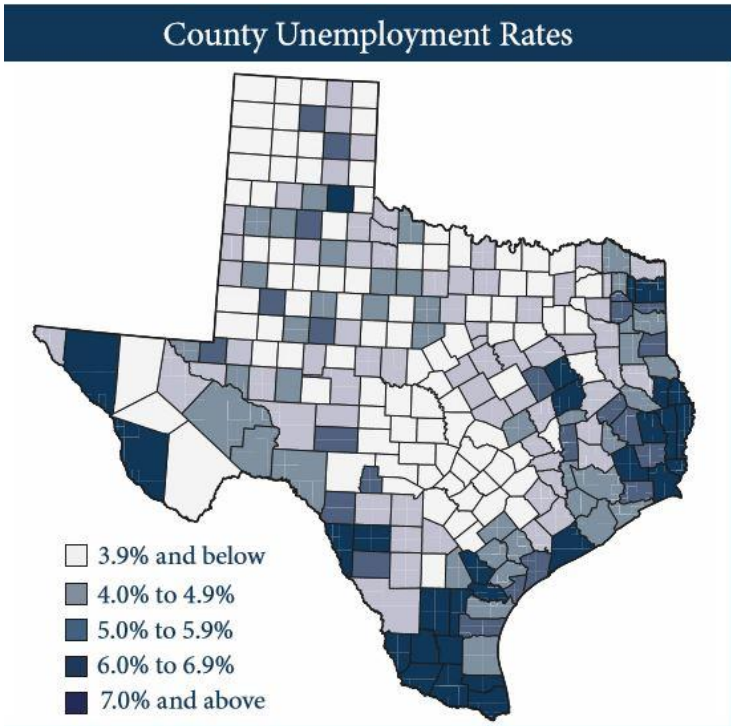 County Unemployment Rates
3.9% and below
4.0% to 4.9%
5.0% to 5.9%
6.0% to 6.9%
7.0% and above